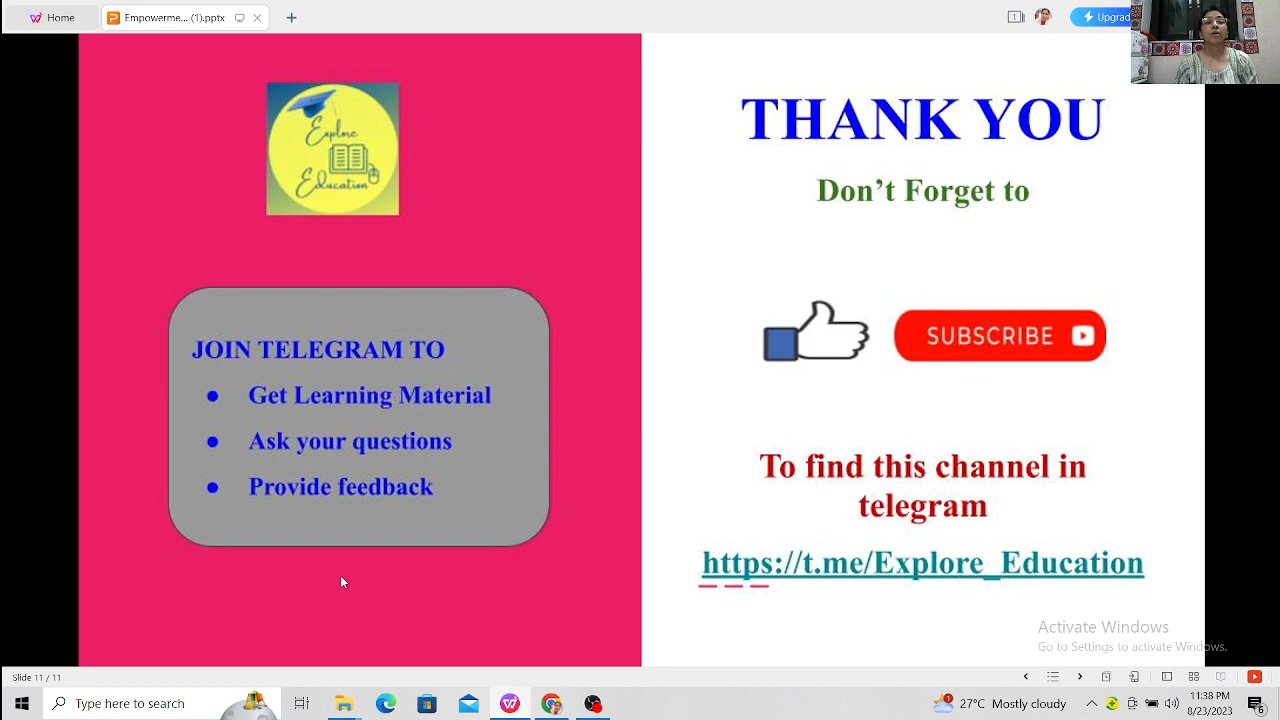 Home
Empowerme... (1).pptx
Upgrad
Explore
Education
JOIN TELEGRAM TO
● Get Learning Material
● Ask your questions
● Provide feedback
THANK YOU
Don’t Forget to
SUBSCRIBE
To find this channel in
telegram
https://t.me/Explore_Education
Activate Windows
Go to Settings to activate Windows.
Slide 11 / 11
Type here to search
27°C Mostly cloudy
ENG
11:38 PM
8/23/2023